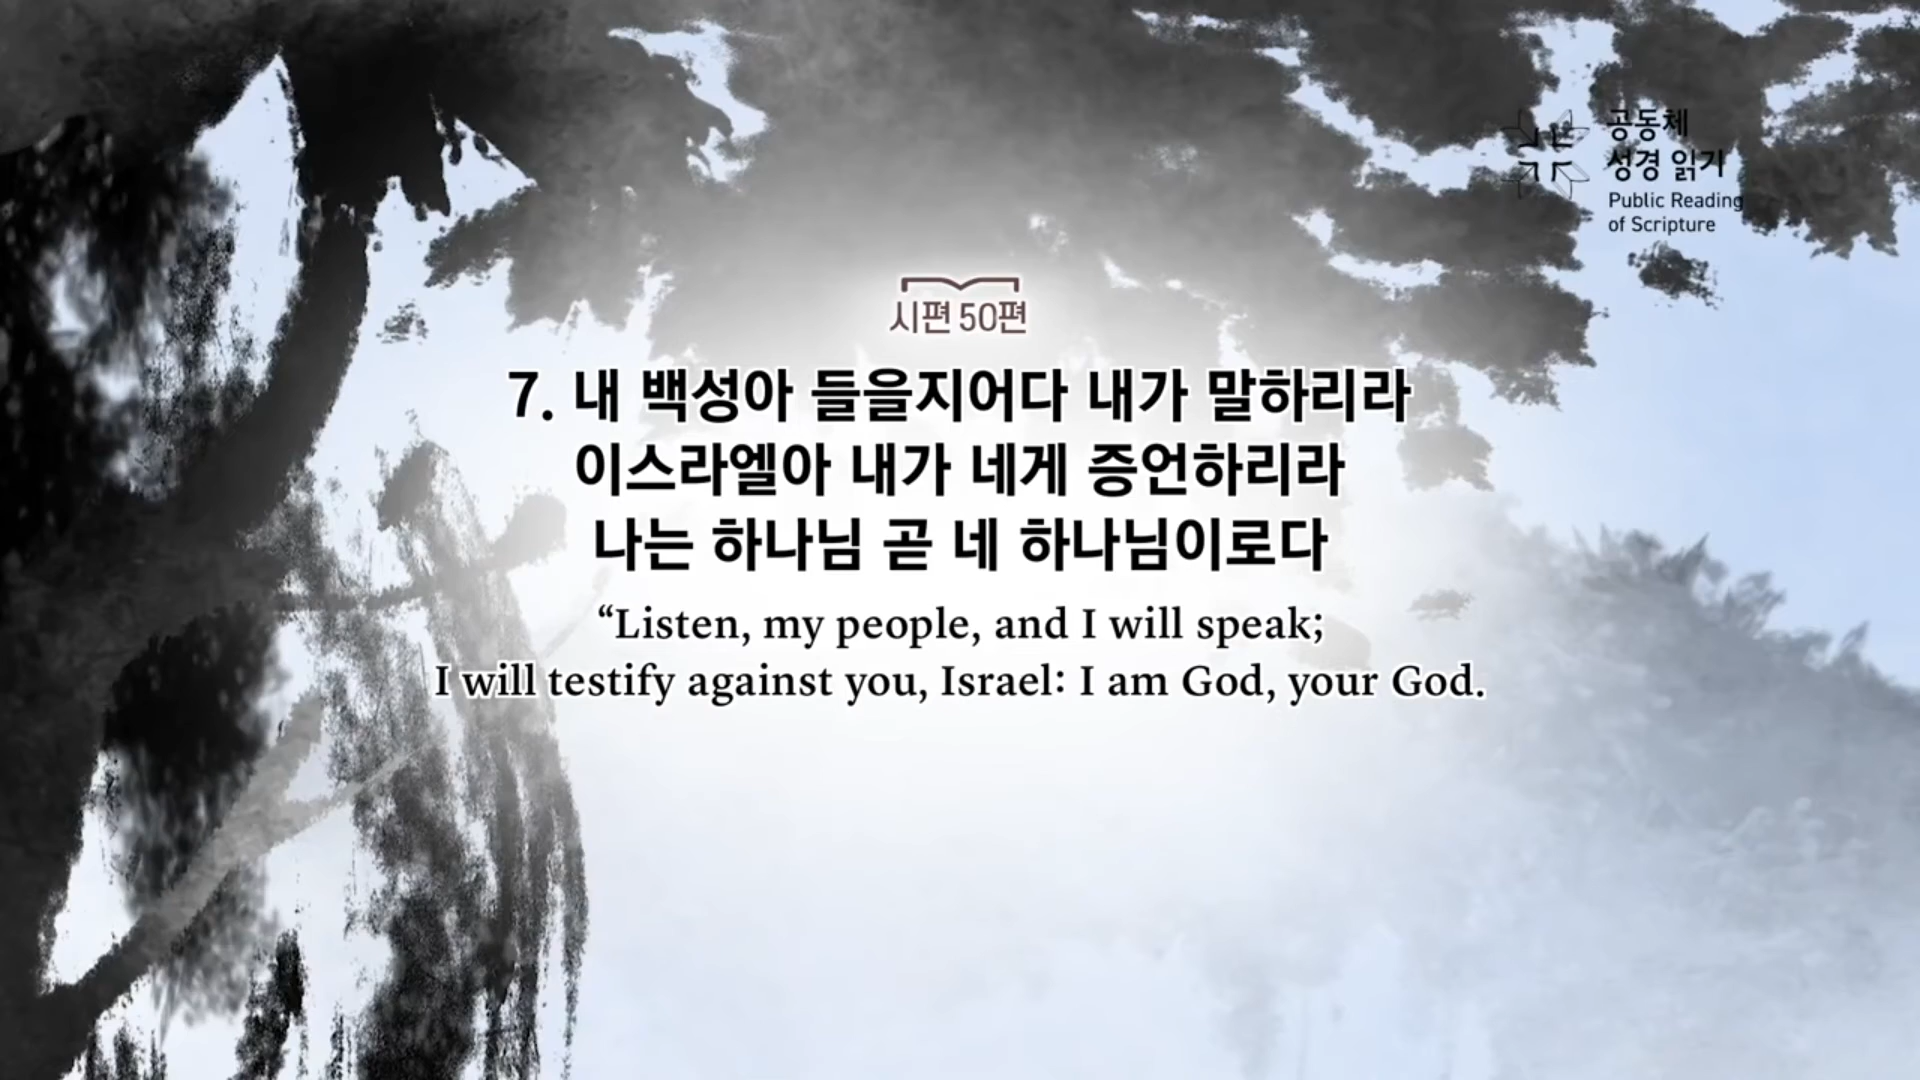 공동체
성경 읽기
Public Reading
of Scripture
시편 50편
7. 내 백성아 들을지어다 내가 말하리라
이스라엘아 내가 네게 증언하리라
나는 하나님 곧 네 하나님이로다
“Listen, my people, and I will speak;
I will testify against you, Israel: I am God, your God.